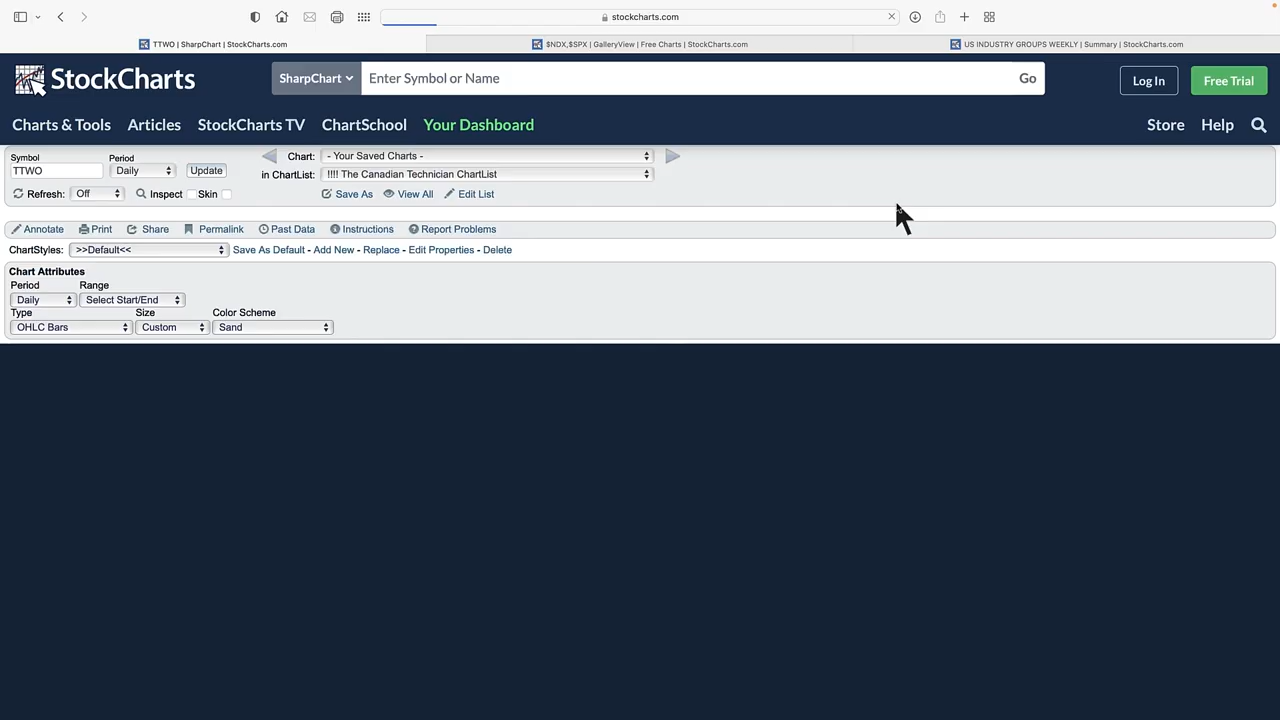 stockcharts.com
TTWO | SharpChart | StockCharts.com
$NDX,$SPX | GalleryView | Free Charts | StockCharts.com
US INDUSTRY GROUPS WEEKLY | Summary | StockCharts.com
StockCharts
SharpChart
Enter Symbol or Name
Go
Log In
Free Trial
Charts & Tools
Articles
StockCharts TV
ChartSchool
Your Dashboard
Store
Help
Symbol
Period
Chart:
- Your Saved Charts -
TTWO
Daily
Update
in ChartList:
!!!! The Canadian Technician ChartList
Refresh:
Off
Inspect
Skin
Save As
View All
Edit List
Annotate
Print
Share
Permalink
Past Data
Instructions
Report Problems
ChartStyles:
>>Default<<
Save As Default - Add New - Replace - Edit Properties - Delete
Chart Attributes
Period
Range
Daily
Select Start/End
Type
Size
Color Scheme
OHLC Bars
Custom
Sand